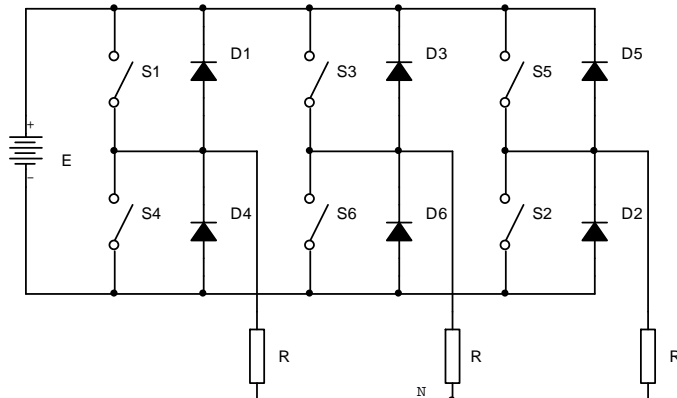 D1 D3 D5
S1 S3 S5
+
E
−
D4 D6 D2
S4 S6 S2
R R R
N